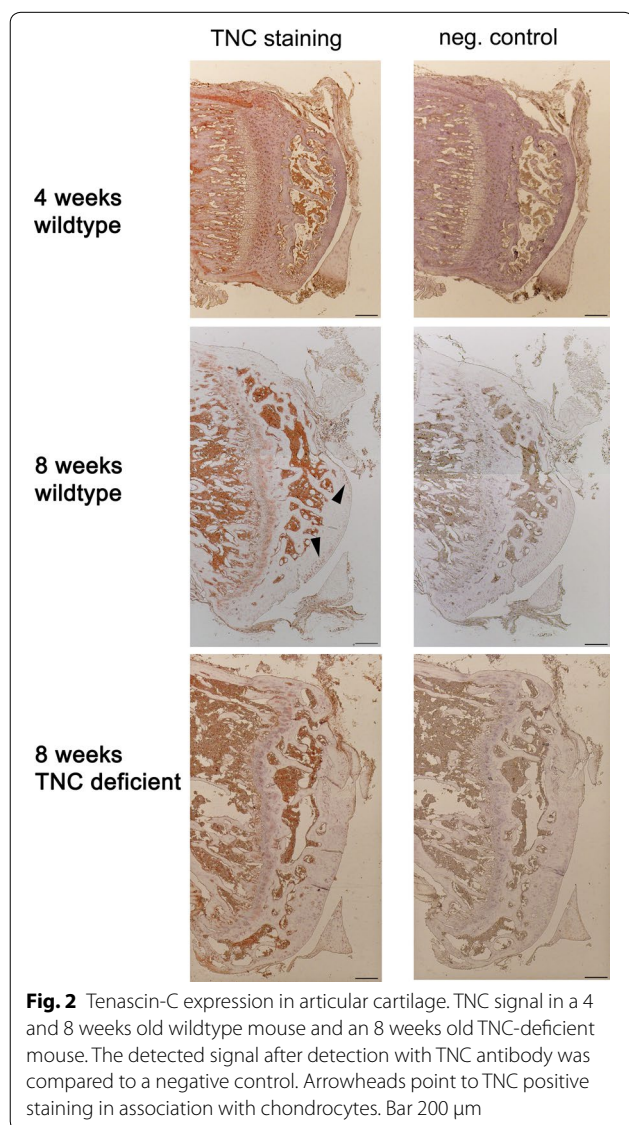 TNC staining neg. control
4 weeks
wildtype
8 weeks
wildtype
8 weeks
TNC deficient
Fig. 2 Tenascin-C expression in articular cartilage. TNC signal in a 4
and 8 weeks old wildtype mouse and an 8 weeks old TNC-deficient
mouse. The detected signal after detection with TNC antibody was
compared to a negative control. Arrowheads point to TNC positive
staining in association with chondrocytes. Bar 200 μm